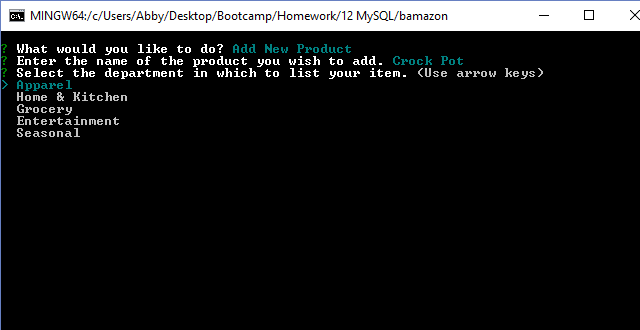 MINGW64:/c/Users/Abby/Desktop/Bootcamp/Homework/12 MySQL/bamazon
? What would you like to do? Add New Product
? Enter the name of the product you wish to add. Crock Pot
? Select the department in which to list your item. (Use arrow keys)
> Apparel
Home & Kitchen
Grocery
Entertainment
Seasonal